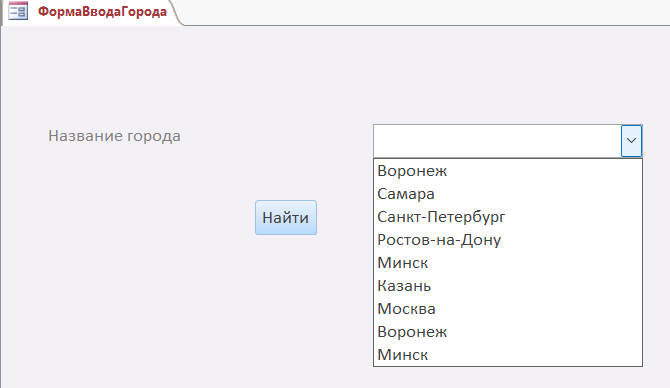 ФормаВводаГорода
Название города
Найти
Воронеж
Самара
Санкт-Петербург
Ростов-на-Дону
Минск
Казань
Москва
Воронеж
Минск